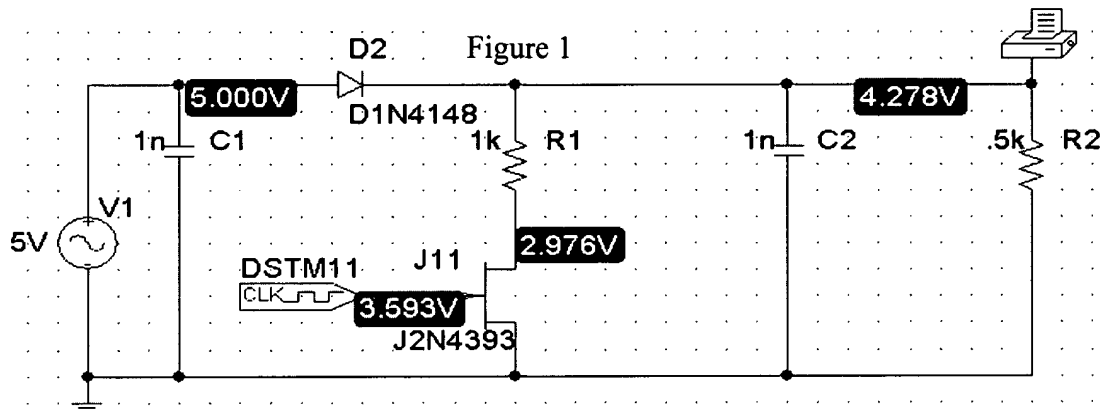 Figure 1
D2
5.000V
D1N4148
4.278V
1n C1
1k R1
1n C2
.5k R2
V1
5V
2.976V
J11
DSTM11
CLK
3.593V
J2N4393